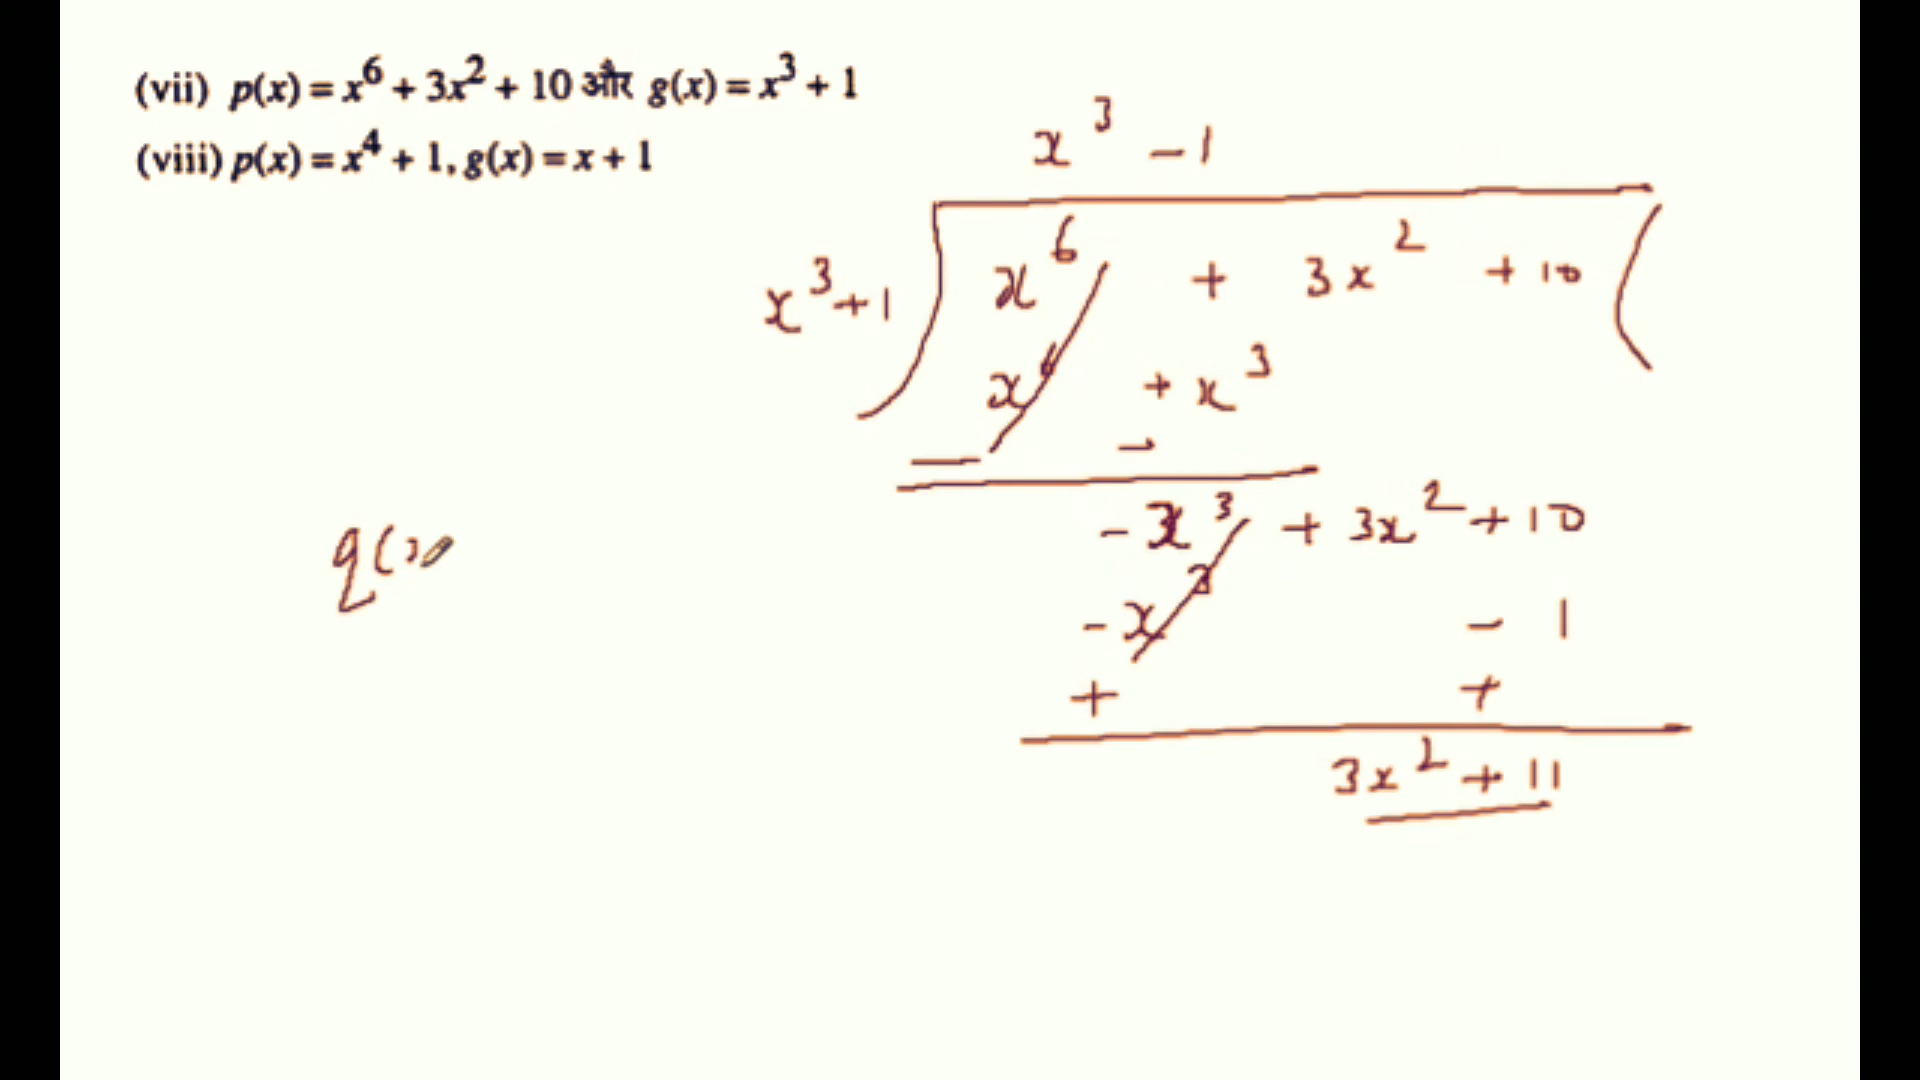 (vii) p(x) = x⁶ + 3x² + 10 और g(x) = x³ + 1
(viii) p(x) = x⁴ + 1, g(x) = x + 1
x³ - 1
x³ + 1 x⁶ + 3x² + 10
x⁶ + x³
— -
- x³ + 3x² + 10
- x³ - 1
+ +
3x² + 11
q(x